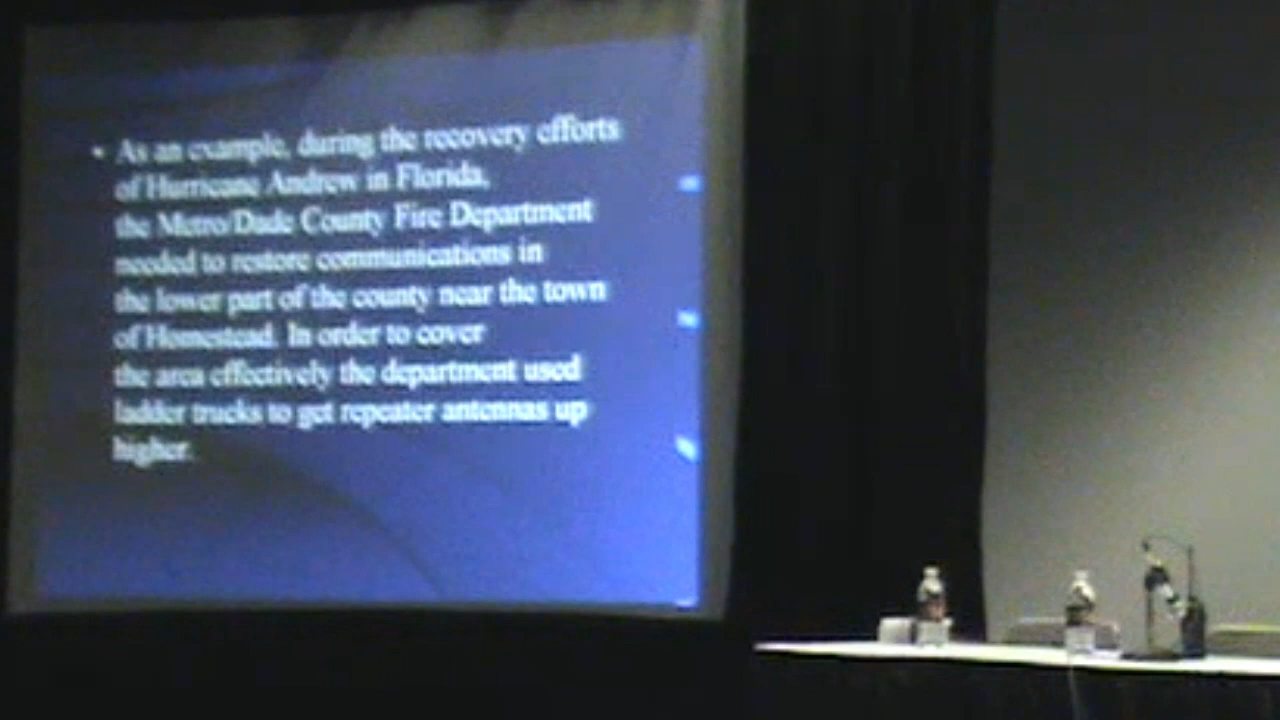 • As an example, during the recovery efforts
of Hurricane Andrew in Florida,
the Metro/Dade County Fire Department
needed to restore communications in
the lower part of the county near the town
of Homestead. In order to cover
the area effectively the department used
ladder trucks to get repeater antennas up
higher.